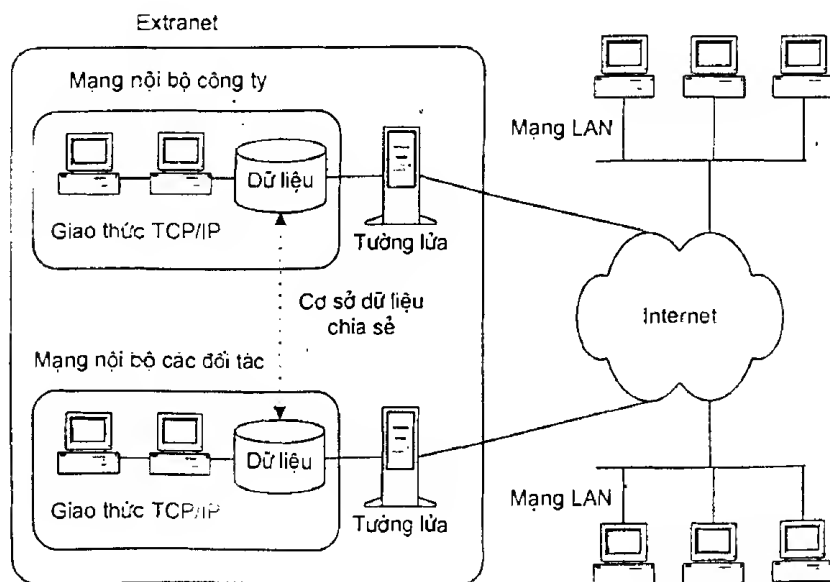 Extranet
Mạng nội bộ công ty
Mạng LAN
Dữ liệu
Giao thức TCP/IP
Tường lửa
Cơ sở dữ liệu
chia sẻ
Internet
Mạng nội bộ các đối tác
Dữ liệu
Giao thức TCP/IP
Tường lửa
Mạng LAN